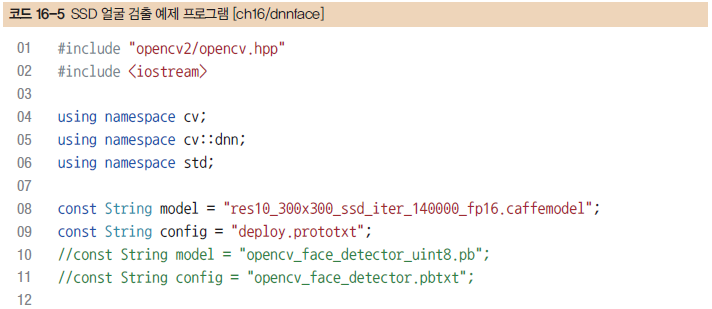 코드 16-5 SSD 얼굴 검출 예제 프로그램 [ch16/dnnface]
01 #include "opencv2/opencv.hpp"
02 #include <iostream>
03
04 using namespace cv;
05 using namespace cv::dnn;
06 using namespace std;
07
08 const String model = "res10_300x300_ssd_iter_140000_fp16.caffemodel";
09 const String config = "deploy.prototxt";
10 //const String model = "opencv_face_detector_uint8.pb";
11 //const String config = "opencv_face_detector.pbtxt";
12